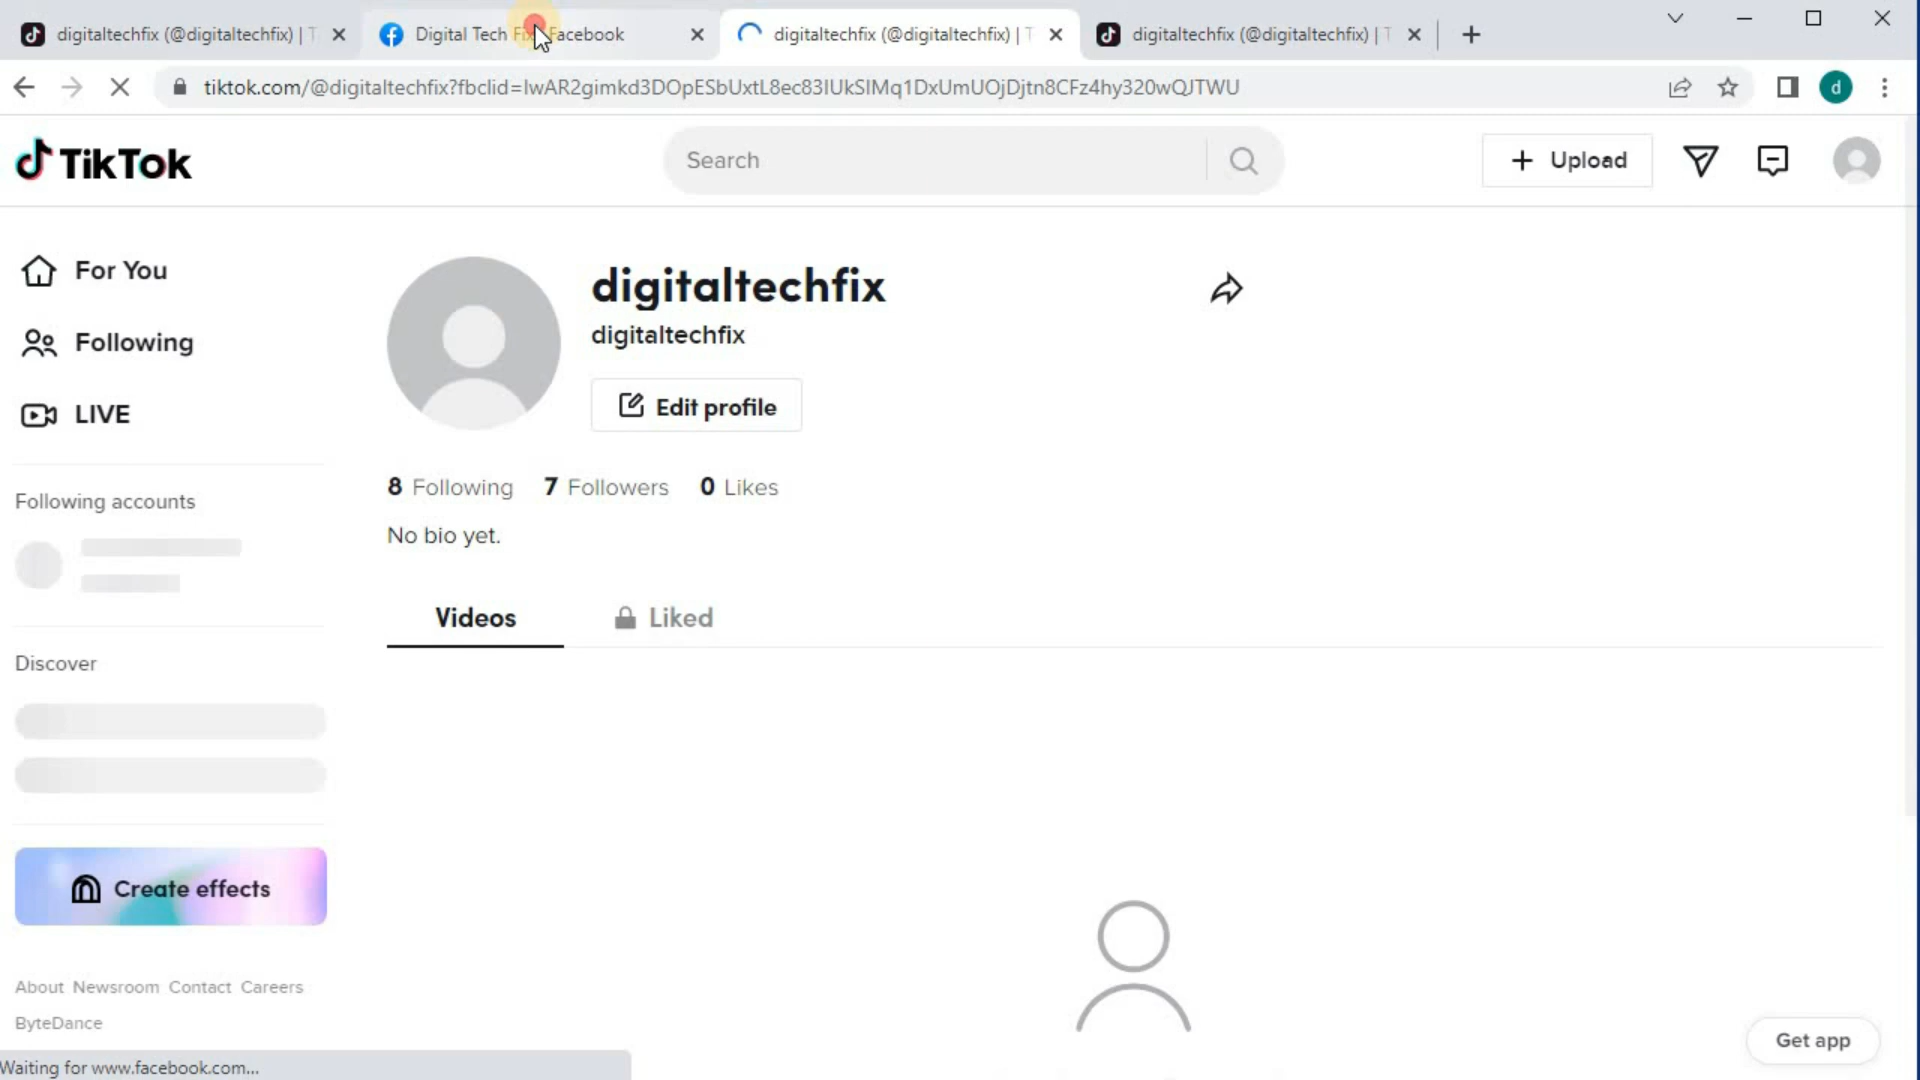 digitaltechfix (@digitaltechfix) | T
Digital Tech Fix Facebook
digitaltechfix (@digitaltechfix) | T
digitaltechfix (@digitaltechfix) | T
tiktok.com/@digitaltechfix?fbclid=IwAR2gimkd3DOpESbUxtL8ec83IUkSIMq1DxUmUOjDjtn8CFz4hy320wQJTWU
d
TikTok
Search
Upload
For You
Following
LIVE
Following accounts
Discover
Create effects
About Newsroom Contact Careers
ByteDance
digitaltechfix
digitaltechfix
Edit profile
8 Following 7 Followers 0 Likes
No bio yet.
Videos
Liked
Get app
Waiting for www.facebook.com...